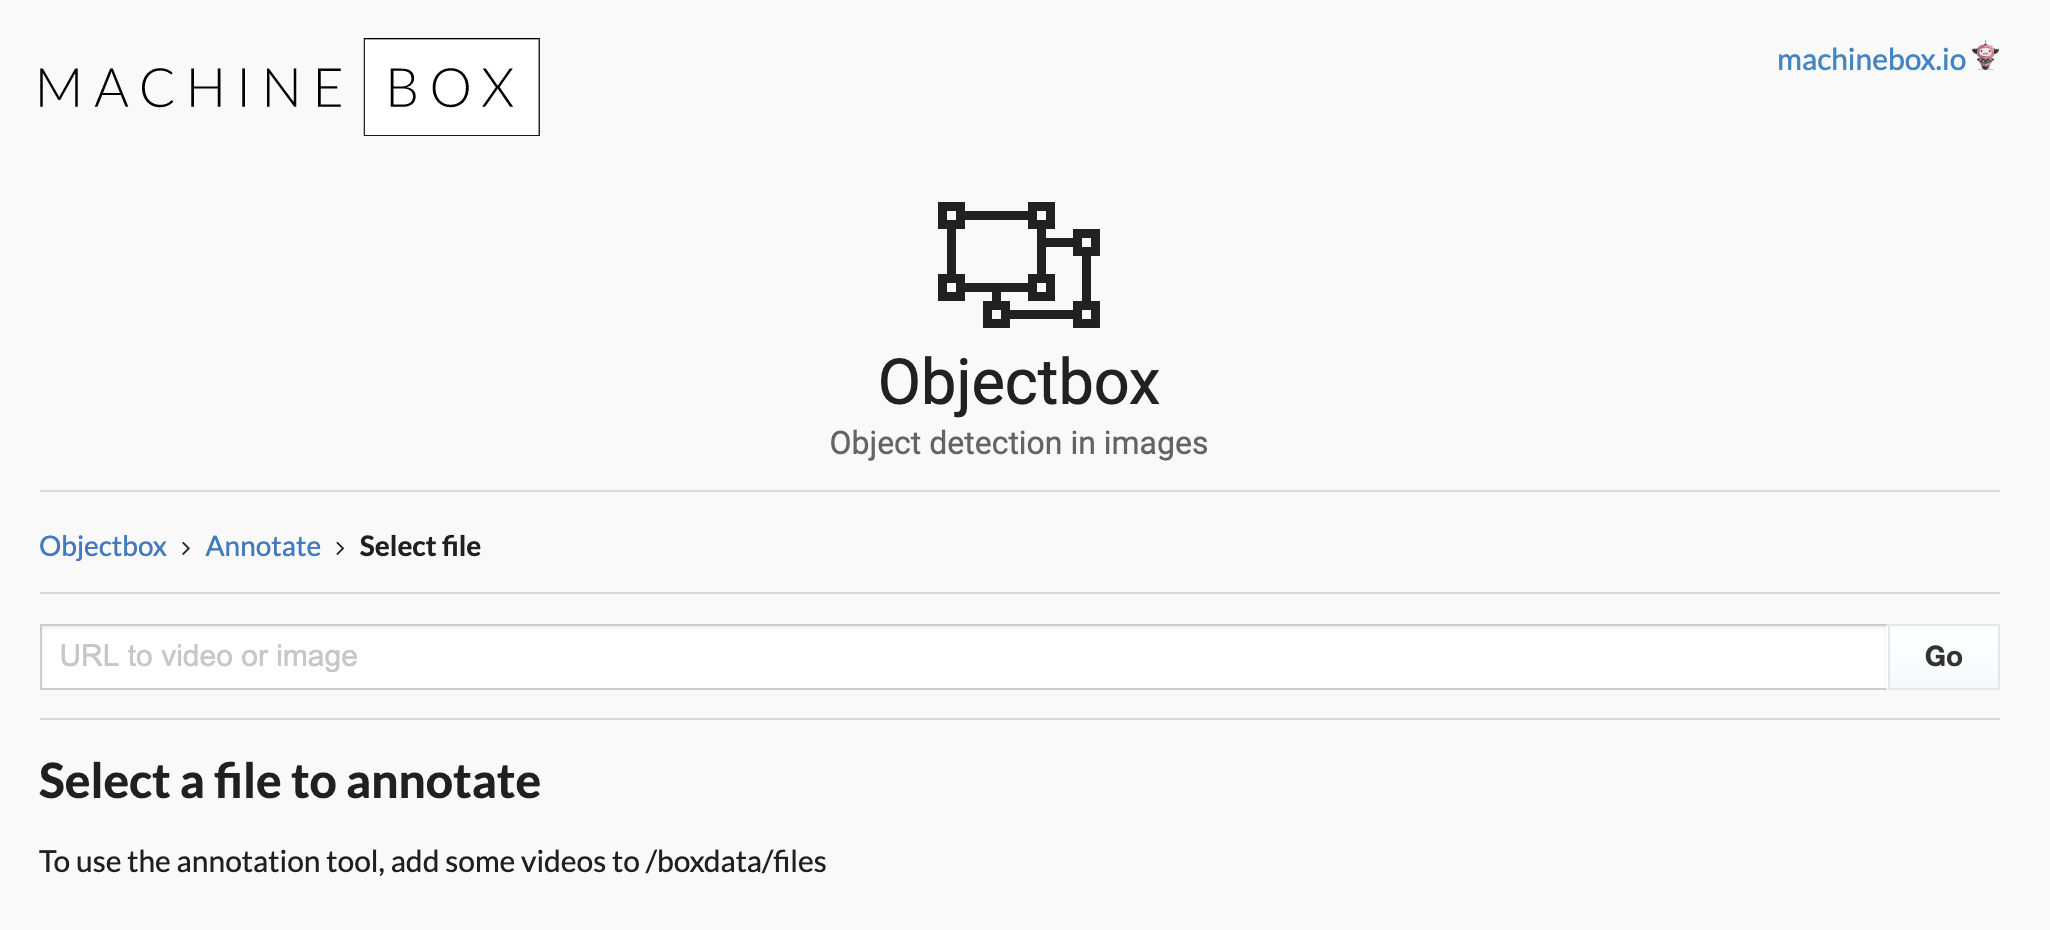 MACHINE BOX
machinebox.io
Objectbox
Object detection in images
Objectbox › Annotate › Select file
URL to video or image
Go
Select a file to annotate
To use the annotation tool, add some videos to /boxdata/files